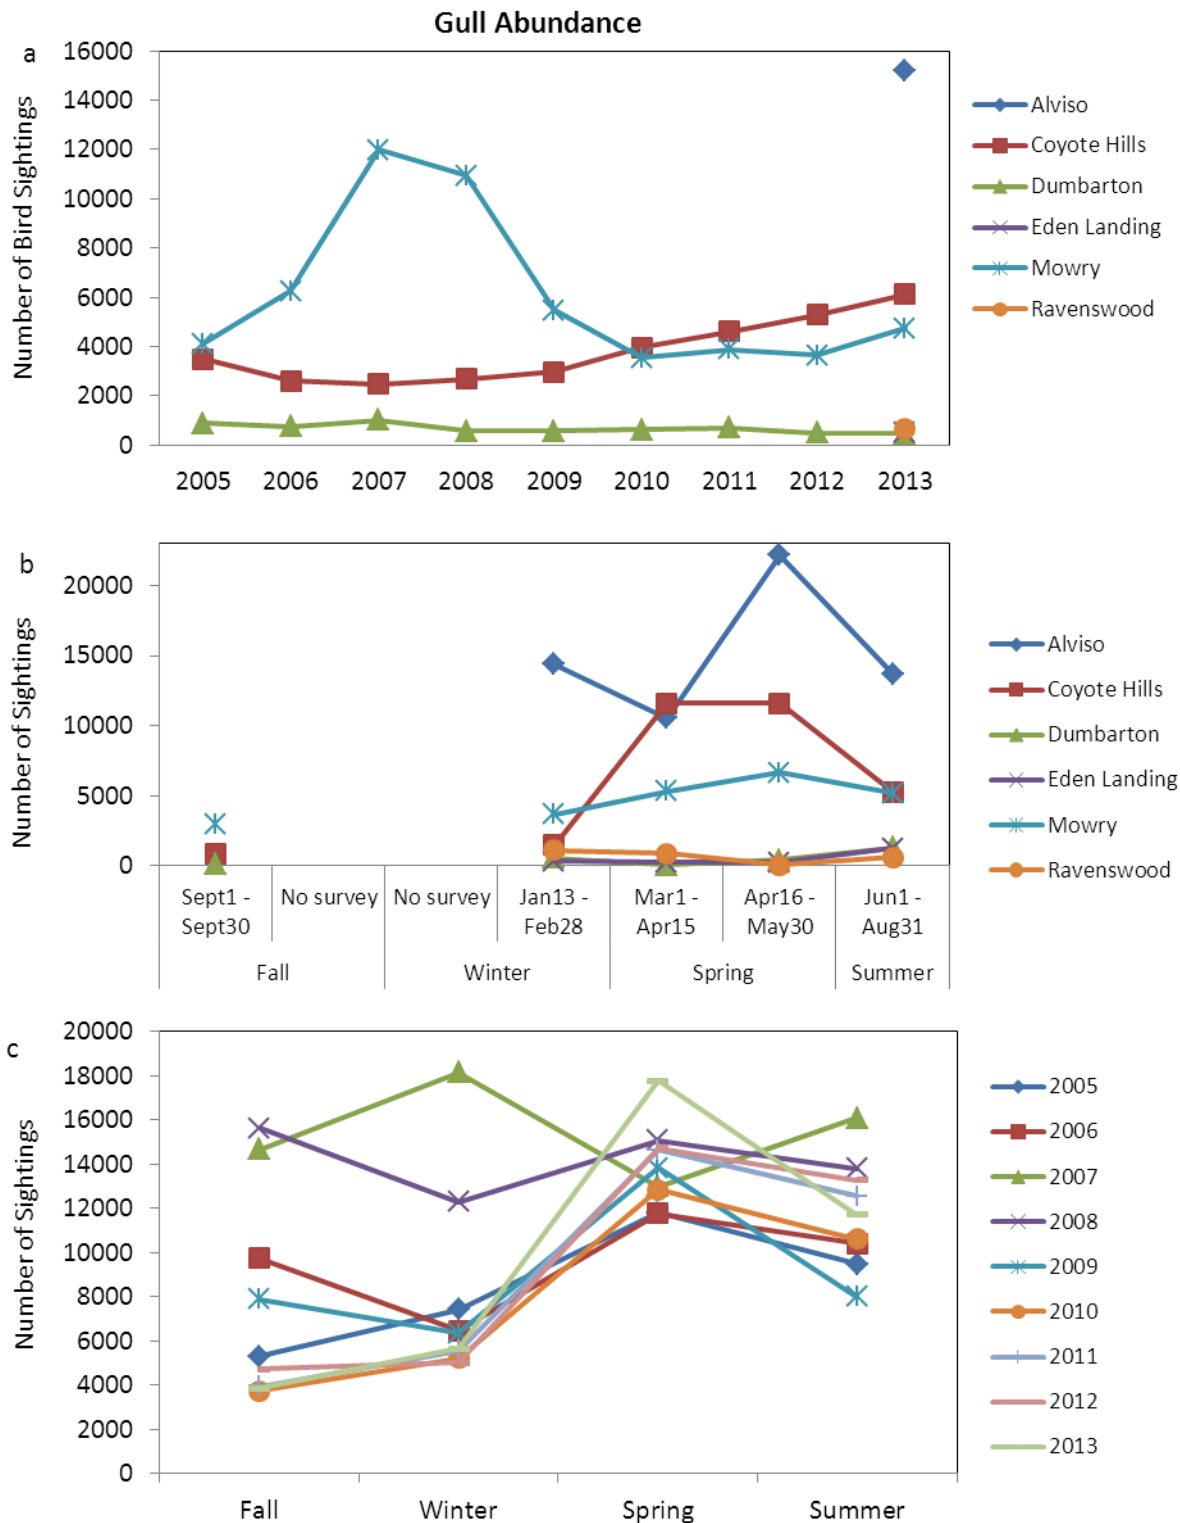 Gull Abundance
a
Number of Bird Sightings
16000
14000
12000
10000
8000
6000
4000
2000
0
2005 2006 2007 2008 2009 2010 2011 2012 2013
Alviso
Coyote Hills
Dumbarton
Eden Landing
Mowry
Ravenswood
b
Number of Sightings
20000
15000
10000
5000
0
Sept1 - No survey No survey Jan13 - Mar1 - Apr16 - Jun1 -
Sept30 Feb28 Apr15 May30 Aug31
Fall Winter Spring Summer
Alviso
Coyote Hills
Dumbarton
Eden Landing
Mowry
Ravenswood
c
Number of Sightings
20000
18000
16000
14000
12000
10000
8000
6000
4000
2000
0
Fall Winter Spring Summer
2005
2006
2007
2008
2009
2010
2011
2012
2013